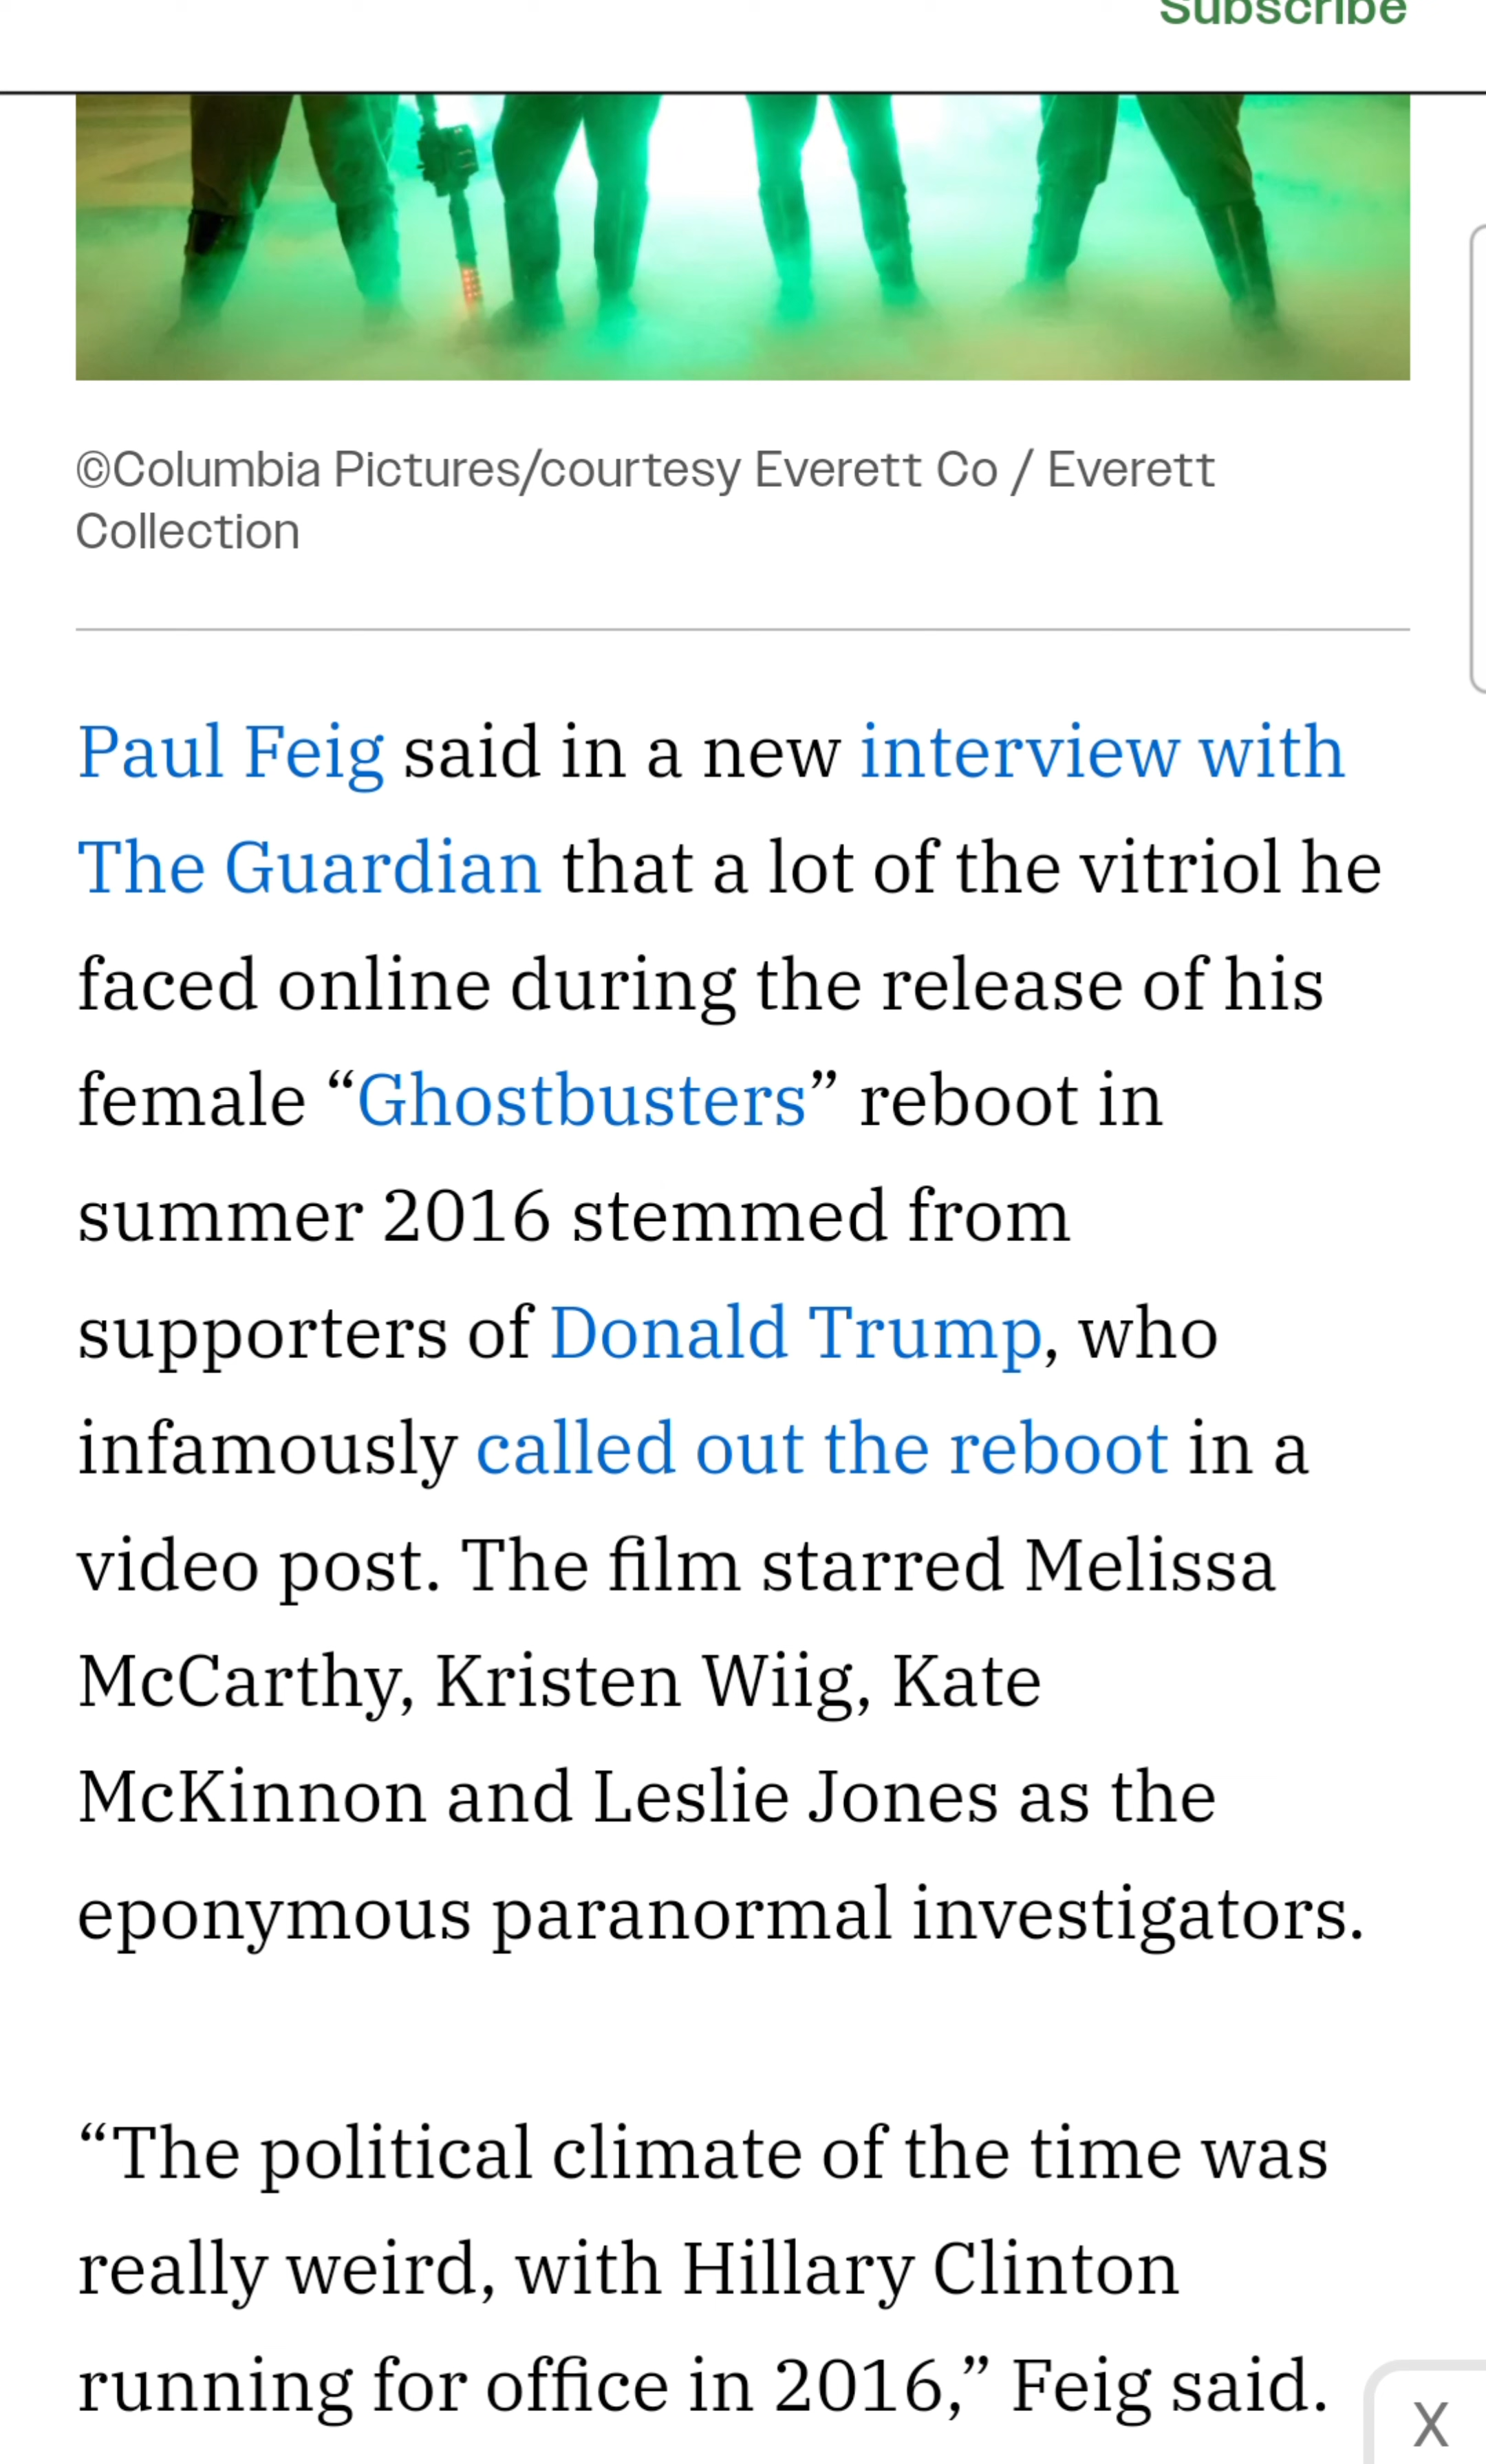 Subscribe
©Columbia Pictures/courtesy Everett Co / Everett
Collection
Paul Feig said in a new interview with
The Guardian that a lot of the vitriol he
faced online during the release of his
female “Ghostbusters” reboot in
summer 2016 stemmed from
supporters of Donald Trump, who
infamously called out the reboot in a
video post. The film starred Melissa
McCarthy, Kristen Wiig, Kate
McKinnon and Leslie Jones as the
eponymous paranormal investigators.
“The political climate of the time was
really weird, with Hillary Clinton
running for office in 2016,” Feig said.
X